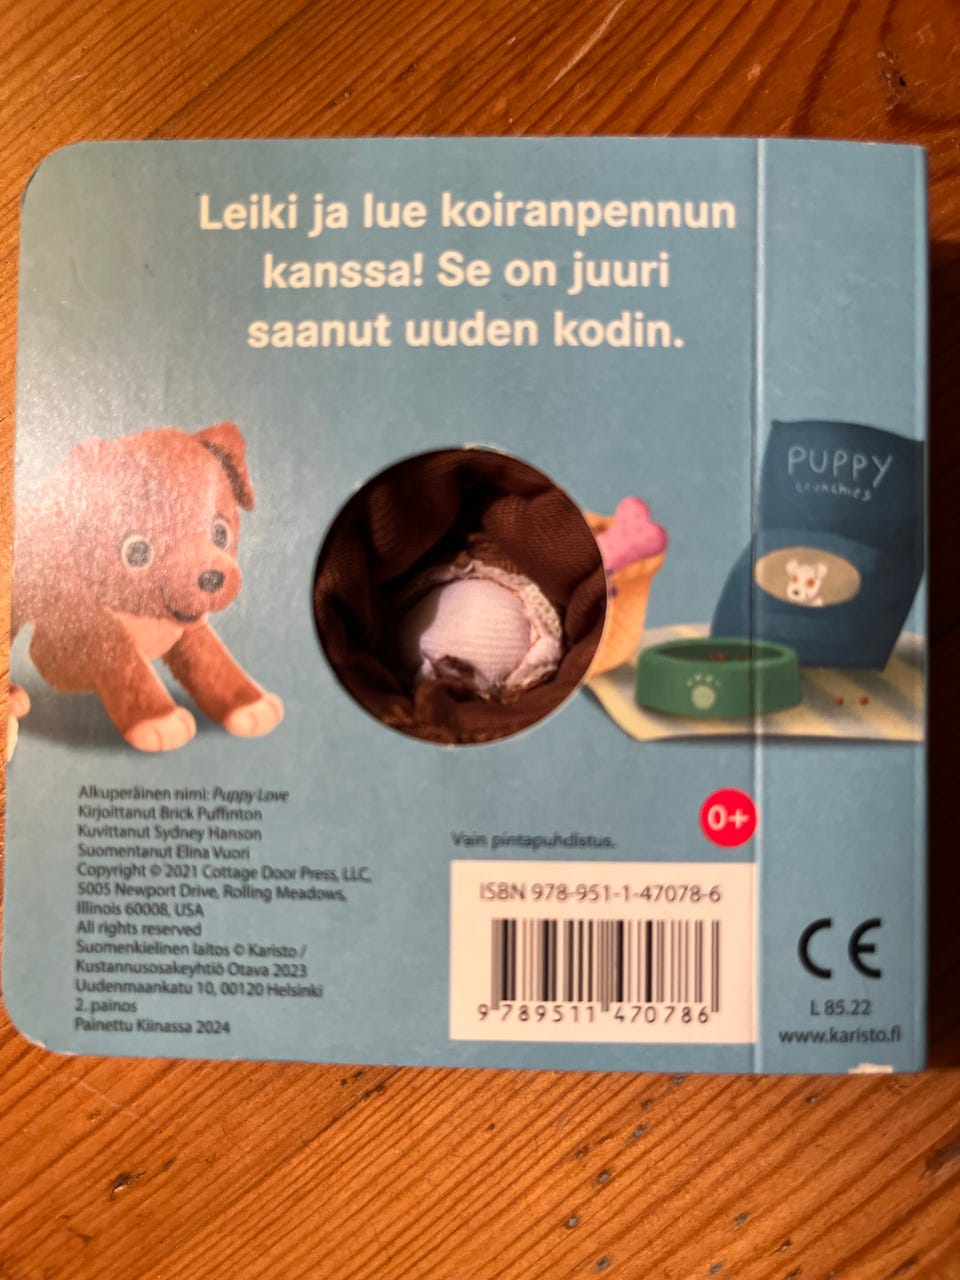 Leiki ja lue koiranpennun
kanssa! Se on juuri
saanut uuden kodin.
PUPPY
crunchies
Alkuperäinen nimi: Puppy Love
Kirjoittanut Brick Puffinton
Kuvittanut Sydney Hanson
Suomentanut Elina Vuori
Copyright © 2021 Cottage Door Press, LLC,
5005 Newport Drive, Rolling Meadows,
Illinois 60008, USA
All rights reserved
Suomenkielinen laitos © Karisto /
Kustannusosakeyhtiö Otava 2023
Uudenmaankatu 10, 00120 Helsinki
2. painos
Painettu Kiinassa 2024
0+
Vain pintapuhdistus.
ISBN 978-951-1-47078-6
9 789511 470786
CE
L 85.22
www.karisto.fi